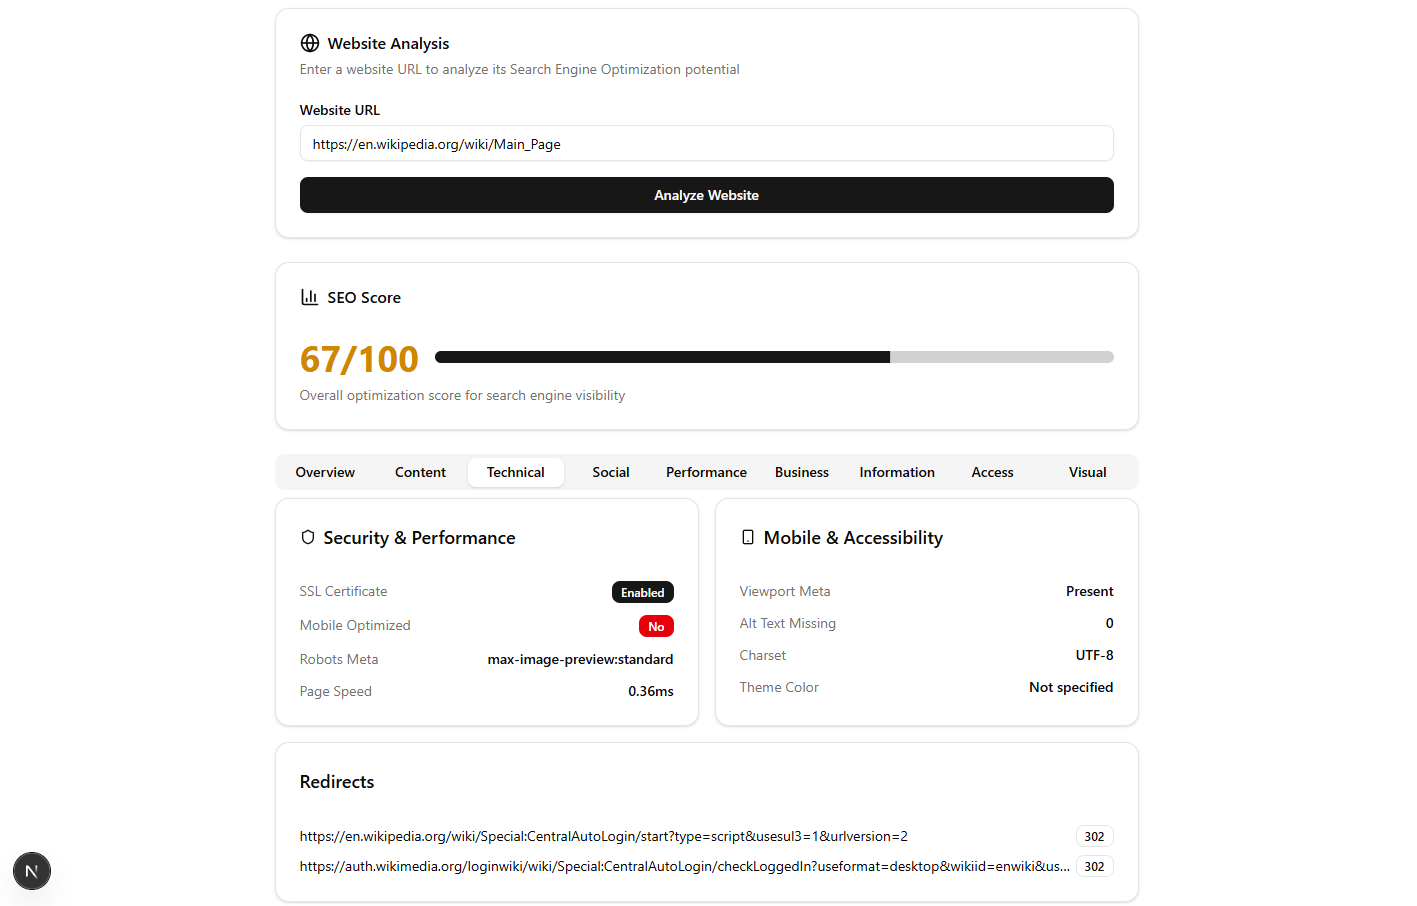 Website Analysis
Enter a website URL to analyze its Search Engine Optimization potential
Website URL
https://en.wikipedia.org/wiki/Main_Page
Analyze Website
SEO Score
67/100
Overall optimization score for search engine visibility
Overview Content Technical Social Performance Business Information Access Visual
Security & Performance
SSL Certificate Enabled
Mobile Optimized No
Robots Meta max-image-preview:standard
Page Speed 0.36ms
Mobile & Accessibility
Viewport Meta Present
Alt Text Missing 0
Charset UTF-8
Theme Color Not specified
Redirects
https://en.wikipedia.org/wiki/Special:CentralAutoLogin/start?type=script&usesul3=1&urlversion=2 302
https://auth.wikimedia.org/loginwiki/wiki/Special:CentralAutoLogin/checkLoggedIn?useformat=desktop&wikiid=enwiki&us... 302
N